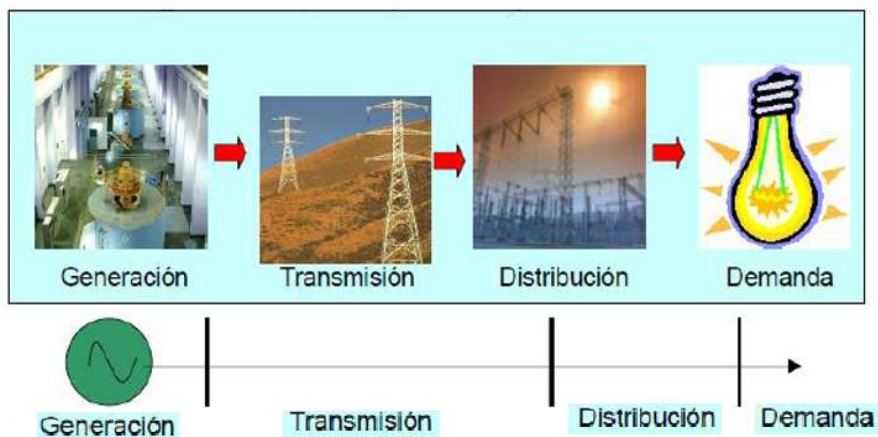 Generación
Transmisión
Distribución
Demanda
Generación
Transmisión
Distribución
Demanda